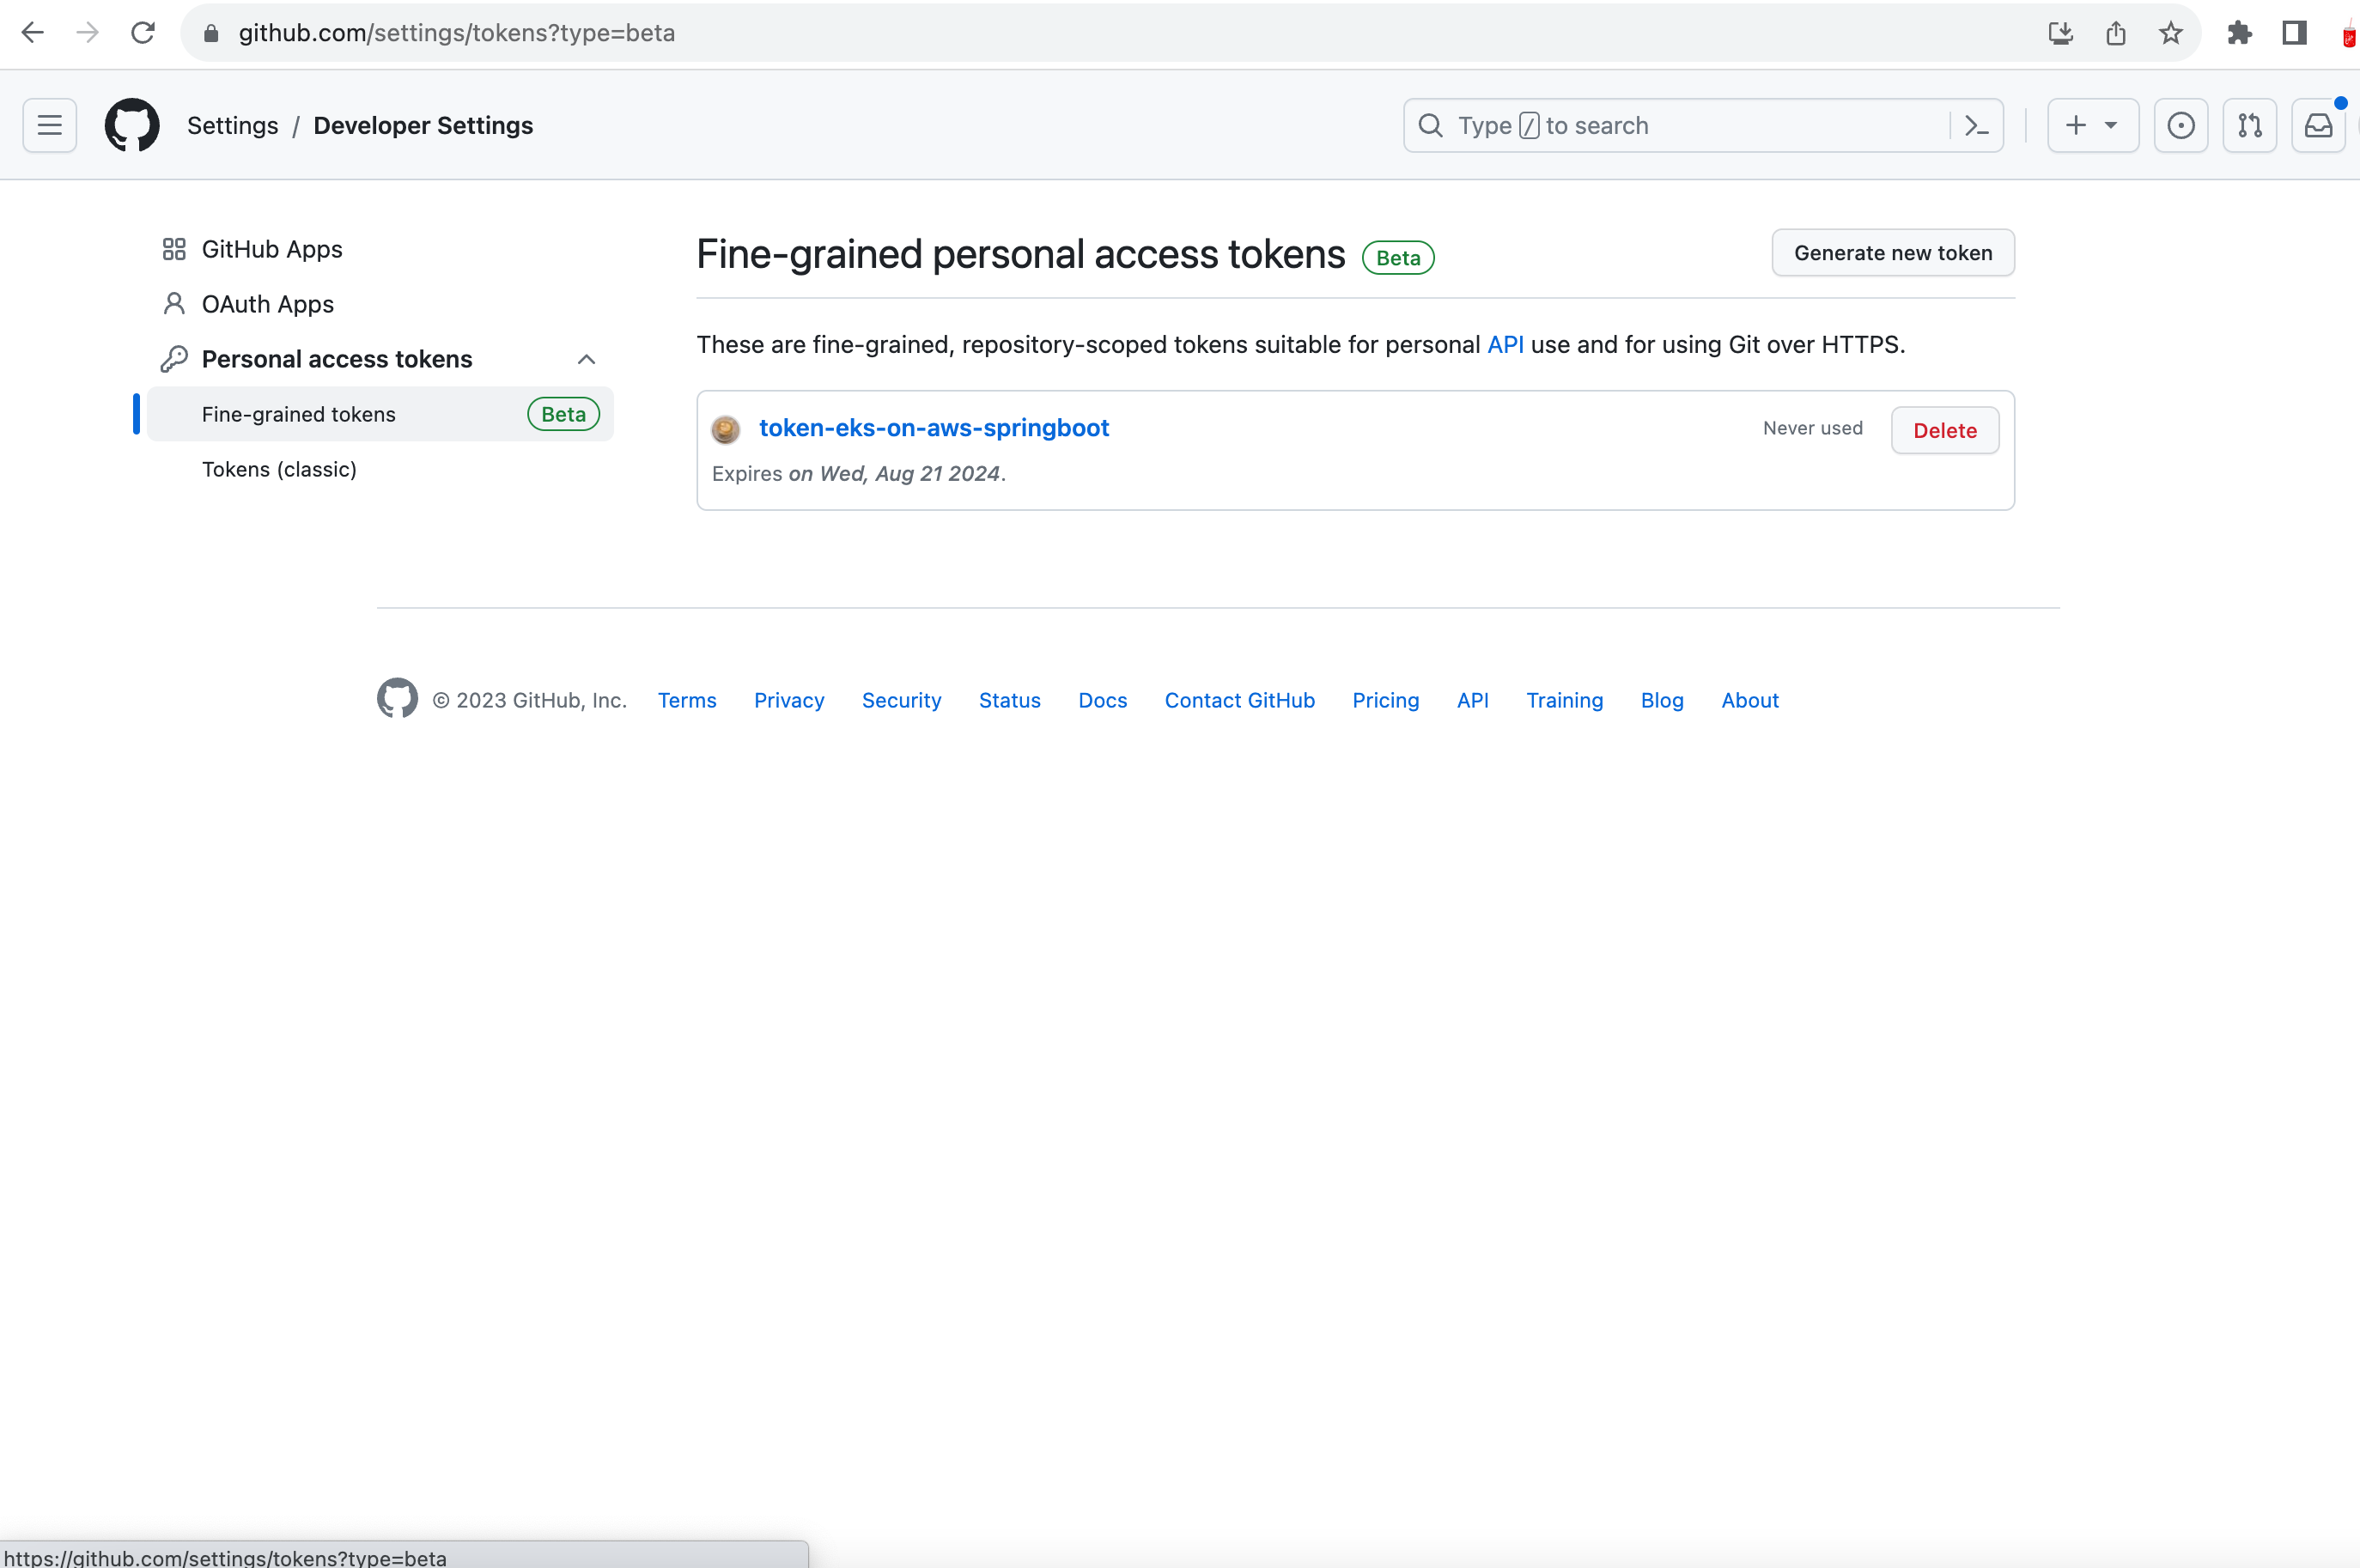 github.com/settings/tokens?type=beta
Settings / Developer Settings
Type / to search
GitHub Apps
OAuth Apps
Personal access tokens
Fine-grained tokens Beta
Tokens (classic)
Fine-grained personal access tokens Beta
Generate new token
These are fine-grained, repository-scoped tokens suitable for personal API use and for using Git over HTTPS.
token-eks-on-aws-springboot
Never used
Delete
Expires on Wed, Aug 21 2024.
© 2023 GitHub, Inc. Terms Privacy Security Status Docs Contact GitHub Pricing API Training Blog About
https://github.com/settings/tokens?type=beta